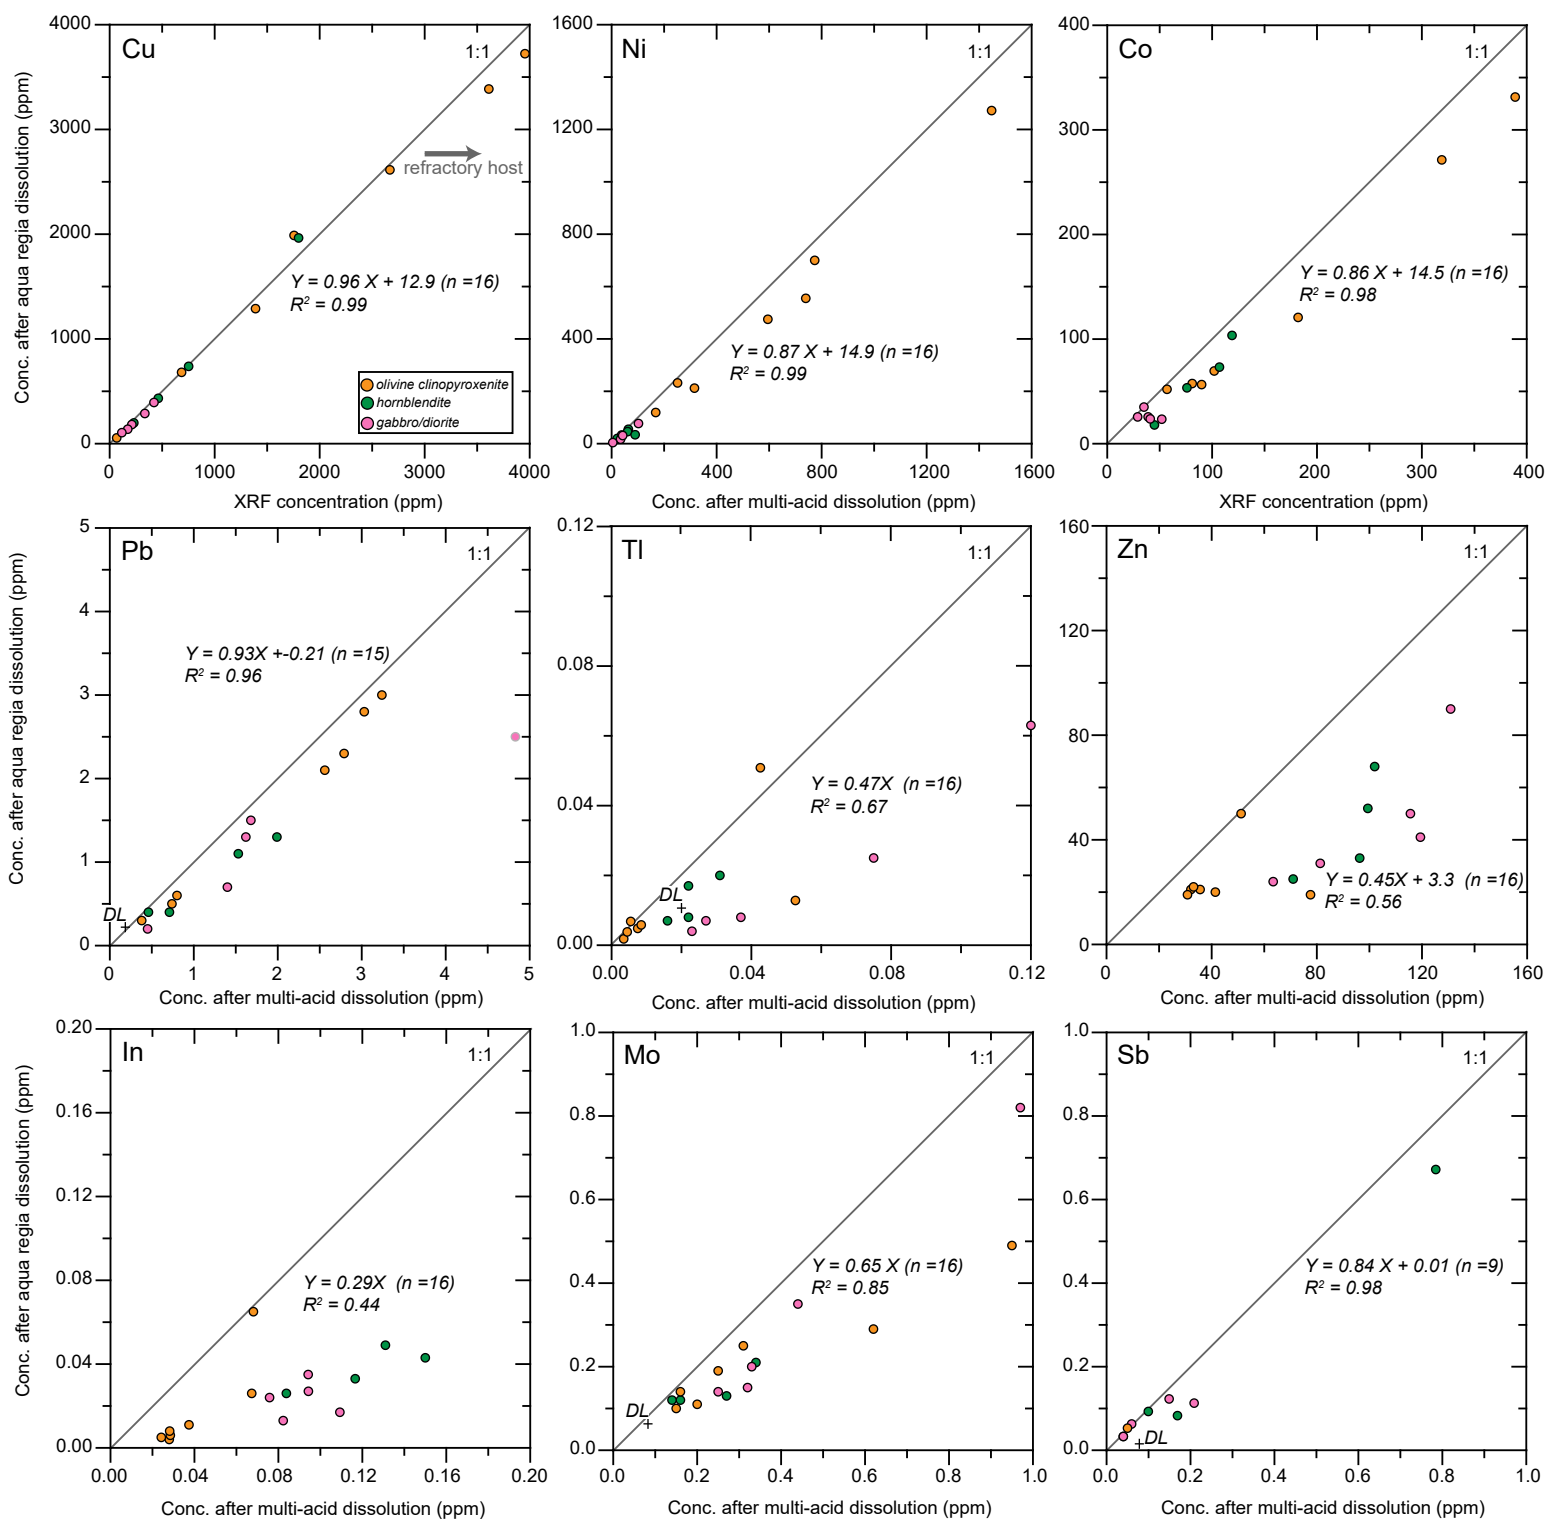 Conc. after aqua regia dissolution (ppm)
4000
3000
2000
1000
0
Cu
1:1
refractory host
Y = 0.96 X + 12.9 (n =16)
R² = 0.99
olivine clinopyroxenite
hornblendite
gabbro/diorite
0 1000 2000 3000 4000
XRF concentration (ppm)
1600
1200
800
400
0
Ni
1:1
Y = 0.87 X + 14.9 (n =16)
R² = 0.99
0 400 800 1200 1600
Conc. after multi-acid dissolution (ppm)
400
300
200
100
0
Co
1:1
Y = 0.86 X + 14.5 (n =16)
R² = 0.98
0 100 200 300 400
XRF concentration (ppm)
Conc. after aqua regia dissolution (ppm)
5
4
3
2
1
0
Pb
1:1
Y = 0.93X +-0.21 (n =15)
R² = 0.96
DL
0 1 2 3 4 5
Conc. after multi-acid dissolution (ppm)
0.12
0.08
0.04
0.00
Tl
1:1
Y = 0.47X (n =16)
R² = 0.67
DL
0.00 0.04 0.08 0.12
Conc. after multi-acid dissolution (ppm)
160
120
80
40
0
Zn
1:1
Y = 0.45X + 3.3 (n =16)
R² = 0.56
0 40 80 120 160
Conc. after multi-acid dissolution (ppm)
Conc. after aqua regia dissolution (ppm)
0.20
0.16
0.12
0.08
0.04
0.00
In
1:1
Y = 0.29X (n =16)
R² = 0.44
0.00 0.04 0.08 0.12 0.16 0.20
Conc. after multi-acid dissolution (ppm)
1.0
0.8
0.6
0.4
0.2
0.0
Mo
1:1
Y = 0.65 X (n =16)
R² = 0.85
DL
0.0 0.2 0.4 0.6 0.8 1.0
Conc. after multi-acid dissolution (ppm)
1.0
0.8
0.6
0.4
0.2
0.0
Sb
1:1
Y = 0.84 X + 0.01 (n =9)
R² = 0.98
DL
0.0 0.2 0.4 0.6 0.8 1.0
Conc. after multi-acid dissolution (ppm)